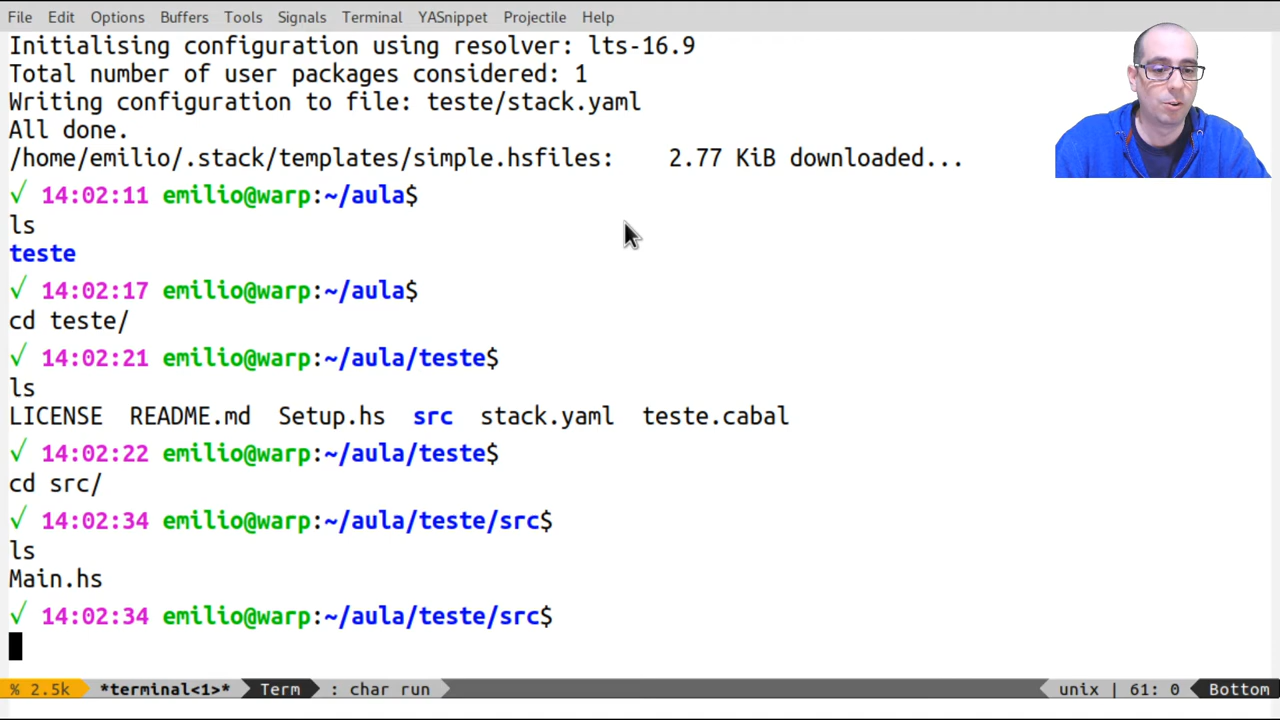 File Edit Options Buffers Tools Signals Terminal YASnippet Projectile Help
Initialising configuration using resolver: lts-16.9
Total number of user packages considered: 1
Writing configuration to file: teste/stack.yaml
All done.
/home/emilio/.stack/templates/simple.hsfiles:    2.77 KiB downloaded...
√ 14:02:11 emilio@warp:~/aula$
ls
teste
√ 14:02:17 emilio@warp:~/aula$
cd teste/
√ 14:02:21 emilio@warp:~/aula/teste$
ls
LICENSE  README.md  Setup.hs  src  stack.yaml  teste.cabal
√ 14:02:22 emilio@warp:~/aula/teste$
cd src/
√ 14:02:34 emilio@warp:~/aula/teste/src$
ls
Main.hs
√ 14:02:34 emilio@warp:~/aula/teste/src$
% 2.5k *terminal<1>* Term : char run unix | 61: 0 Bottom